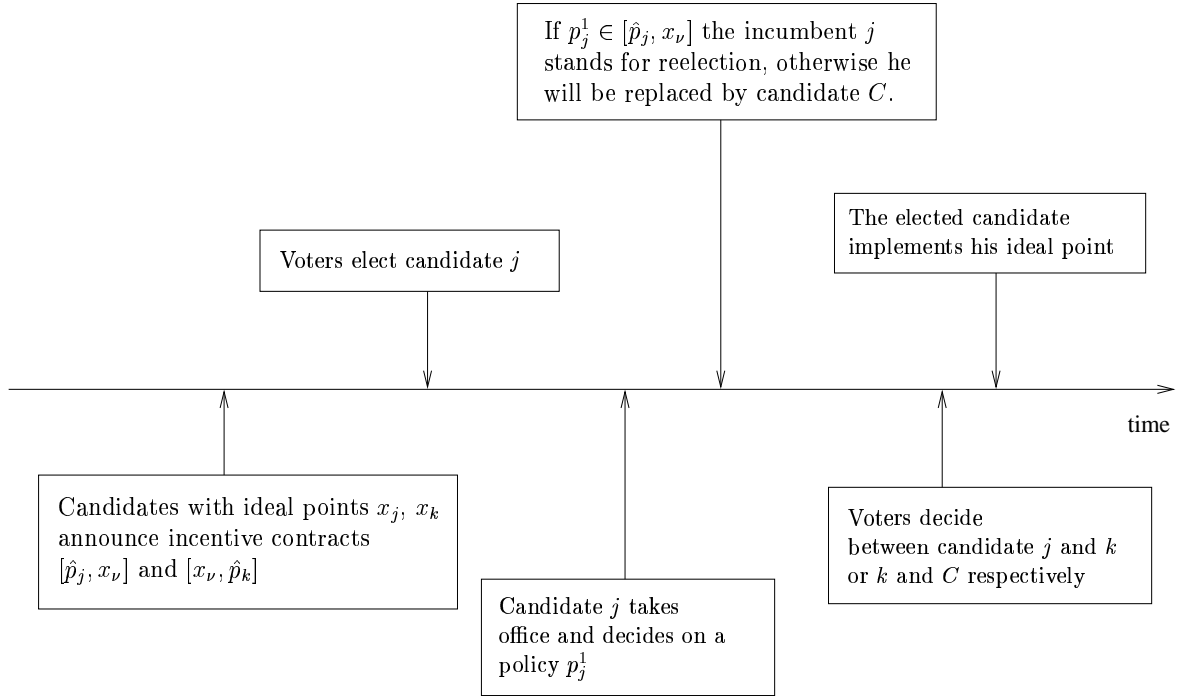 If $p_j^1 \in [\hat{p}_j, x_\nu]$ the incumbent $j$
stands for reelection, otherwise he
will be replaced by candidate $C$.
The elected candidate
implements his ideal point
Voters elect candidate $j$
time
Candidates with ideal points $x_j$, $x_k$
announce incentive contracts
$[\hat{p}_j, x_\nu]$ and $[x_\nu, \hat{p}_k]$
Voters decide
between candidate $j$ and $k$
or $k$ and $C$ respectively
Candidate $j$ takes
office and decides on a
policy $p_j^1$